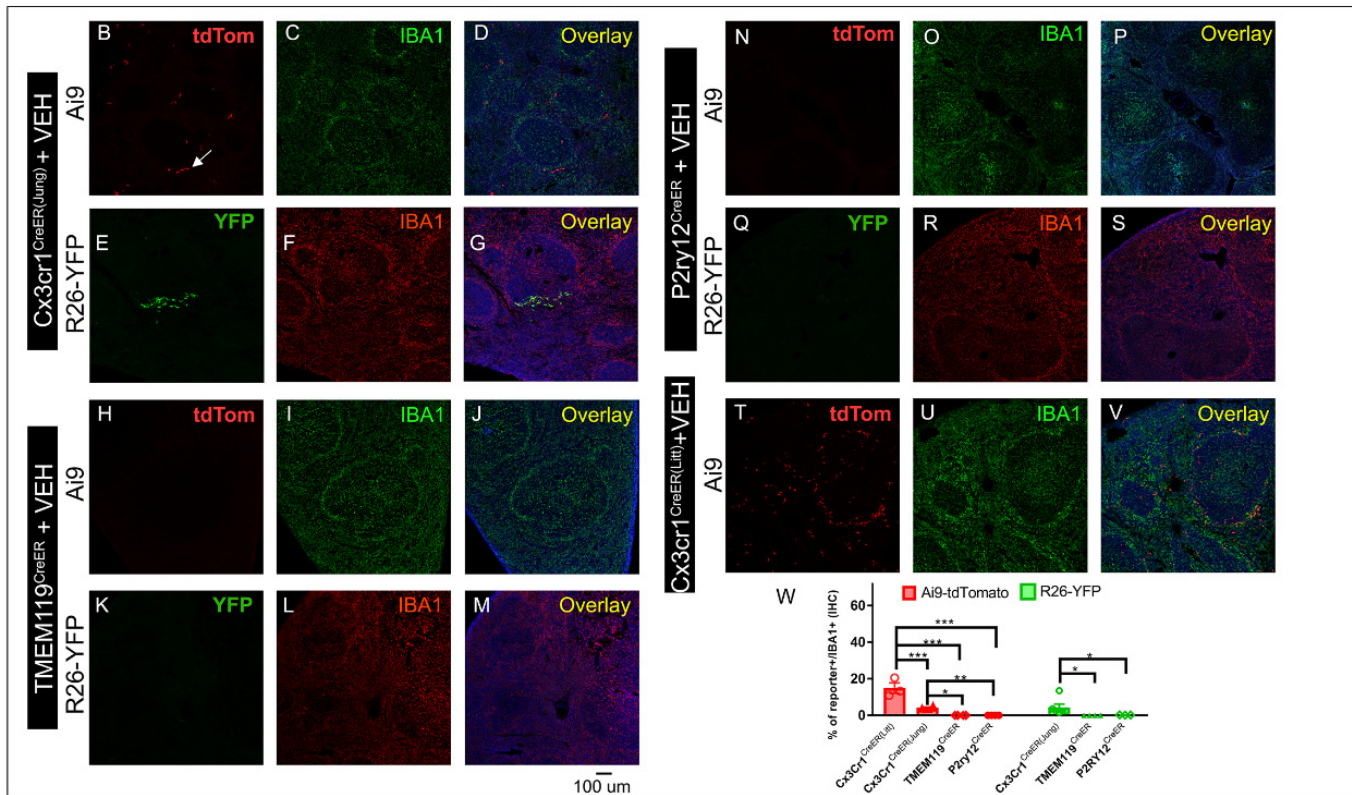 Cx3cr1CreER(Jung) + VEH
Ai9
B tdTom
C IBA1
D Overlay
R26-YFP
E YFP
F IBA1
G Overlay
TMEM119CreER + VEH
Ai9
H tdTom
I IBA1
J Overlay
R26-YFP
K YFP
L IBA1
M Overlay
100 um
P2ry12CreER + VEH
Ai9
N tdTom
O IBA1
P Overlay
R26-YFP
Q YFP
R IBA1
S Overlay
Cx3cr1CreER(Litt)+VEH
Ai9
T tdTom
U IBA1
V Overlay
W
Ai9-tdTomato R26-YFP
% of reporter+/IBA1+ (IHC)
60
40
20
0
***
***
***
**
*
*
*
Cx3Cr1CreER(Litt)
Cx3Cr1CreER(Jung)
TMEM119CreER
P2ry12CreER
Cx3Cr1CreER(Jung)
TMEM119CreER
P2RY12CreER